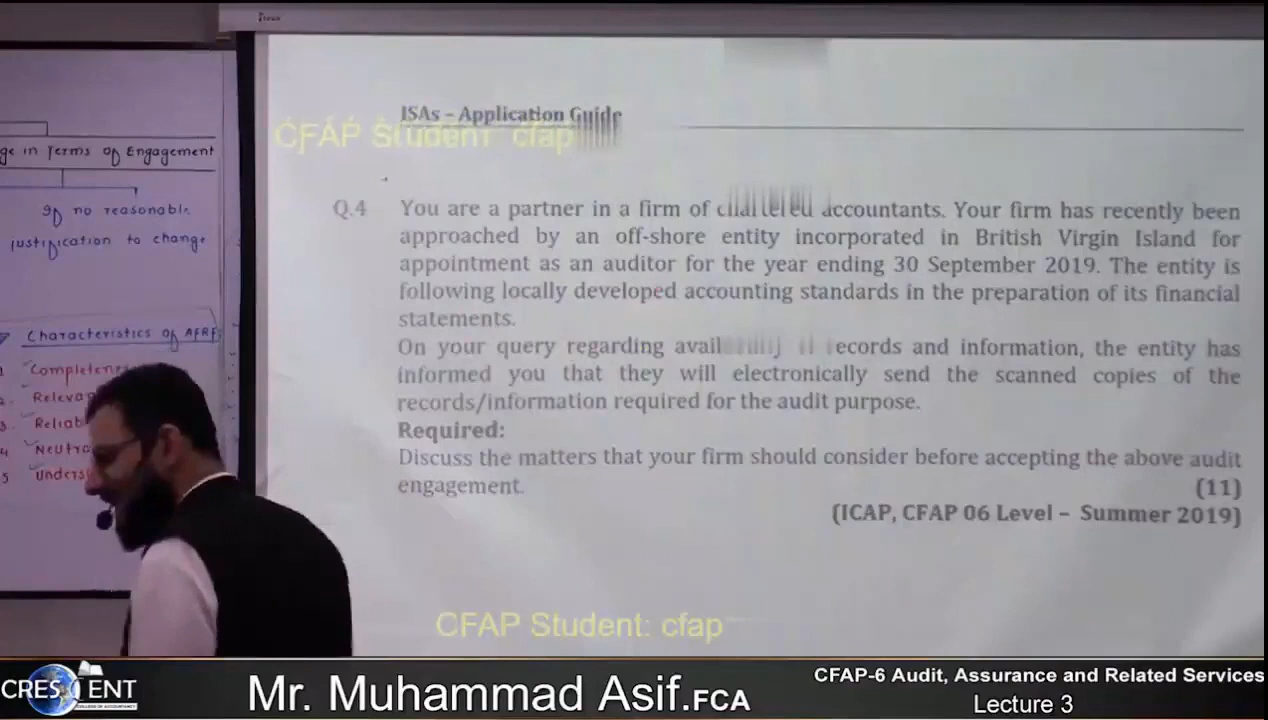 ge in Terms of Engagement
If no reasonable
justification to change
Characteristics of AFRF
1
2
3
4
5
ISAs – Application Guide
CFAP Student: cfap
Q.4 You are a partner in a firm of chartered accountants. Your firm has recently been
approached by an off-shore entity incorporated in British Virgin Island for
appointment as an auditor for the year ending 30 September 2019. The entity is
following locally developed accounting standards in the preparation of its financial
statements.
On your query regarding records and information, the entity has
informed you that they will electronically send the scanned copies of the
records/information required for the audit purpose.
Required:
Discuss the matters that your firm should consider before accepting the above audit
engagement. (11)
(ICAP, CFAP 06 Level – Summer 2019)
CFAP Student: cfap
CRESCENT
Mr. Muhammad Asif.FCA
CFAP-6 Audit, Assurance and Related Services
Lecture 3